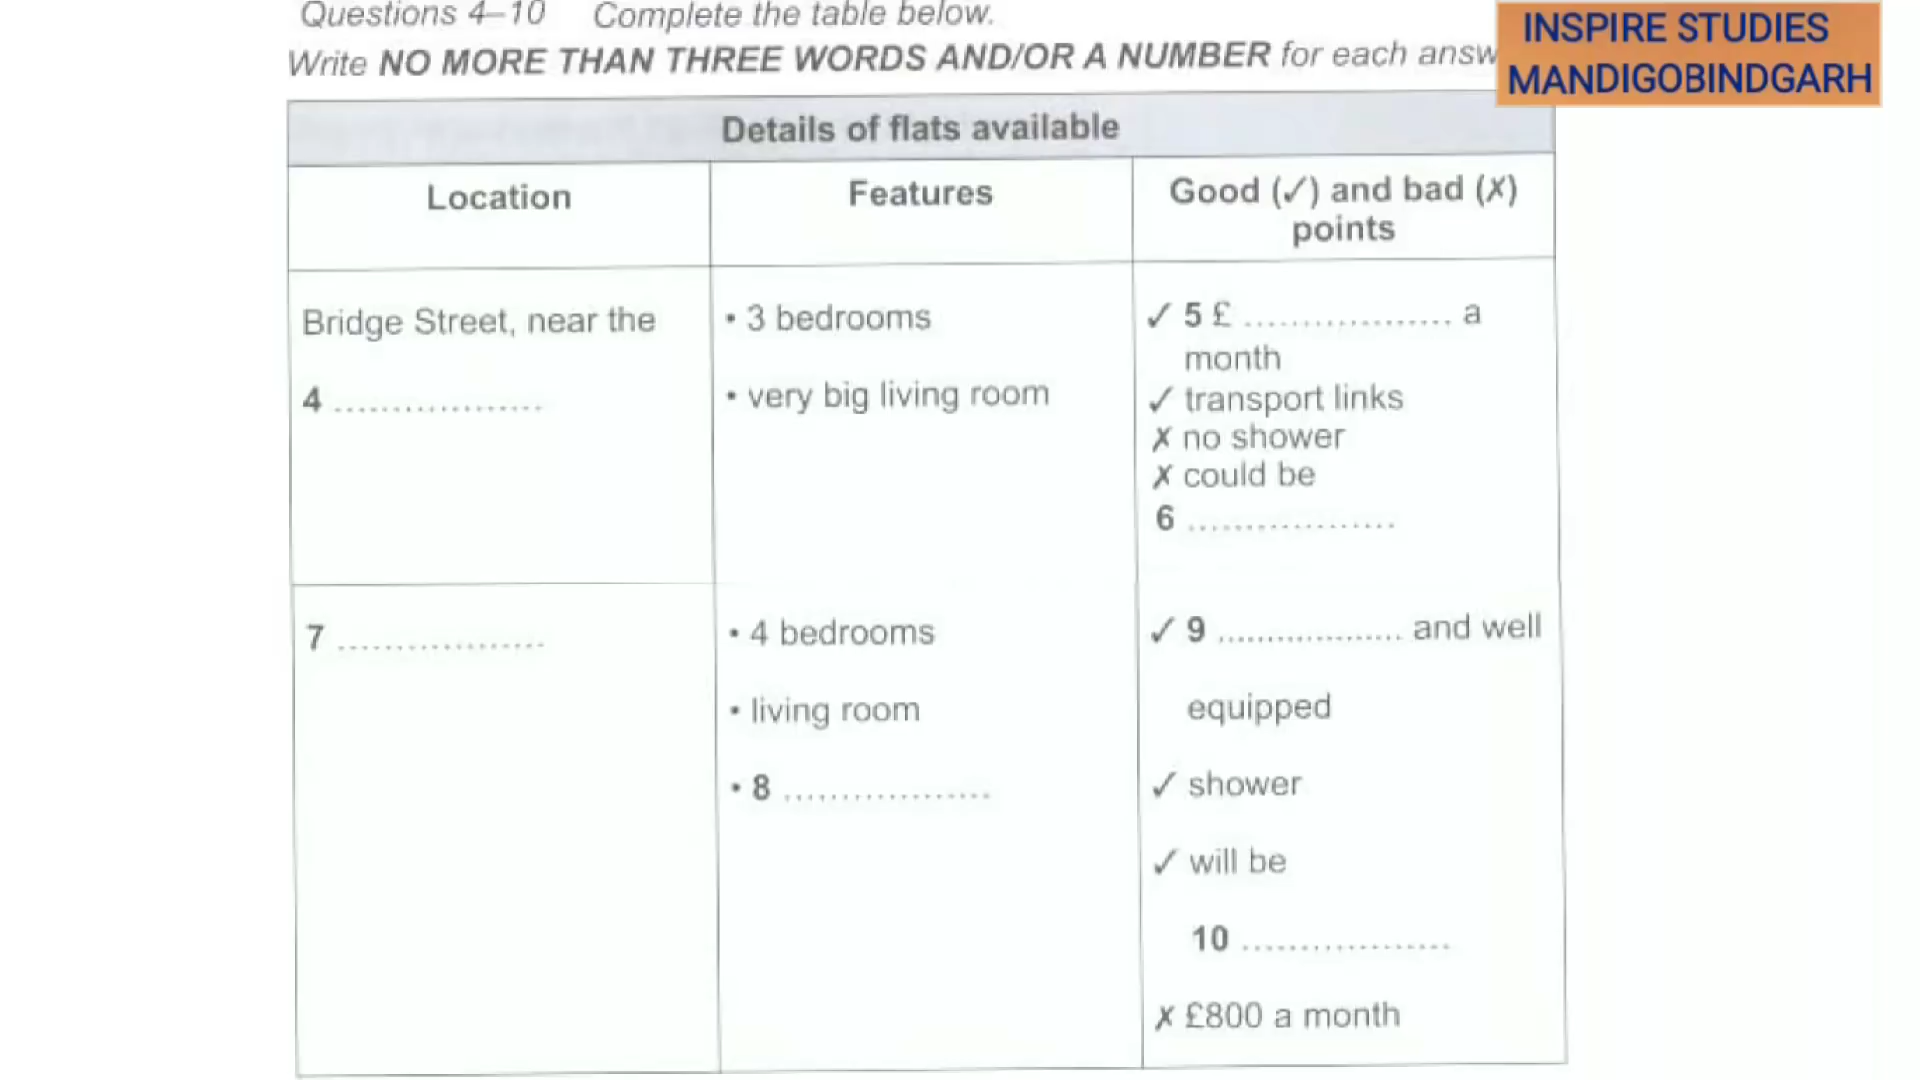 Questions 4–10 Complete the table below.
Write NO MORE THAN THREE WORDS AND/OR A NUMBER for each answ
INSPIRE STUDIES
MANDIGOBINDGARH
Details of flats available
Location
Features
Good (✓) and bad (✗)
points
Bridge Street, near the
4 ..................
• 3 bedrooms
• very big living room
✓ 5 £ .................. a
month
✓ transport links
✗ no shower
✗ could be
6 ..................
7 ..................
• 4 bedrooms
• living room
• 8 ..................
✓ 9 .................. and well
equipped
✓ shower
✓ will be
10 ..................
✗ £800 a month